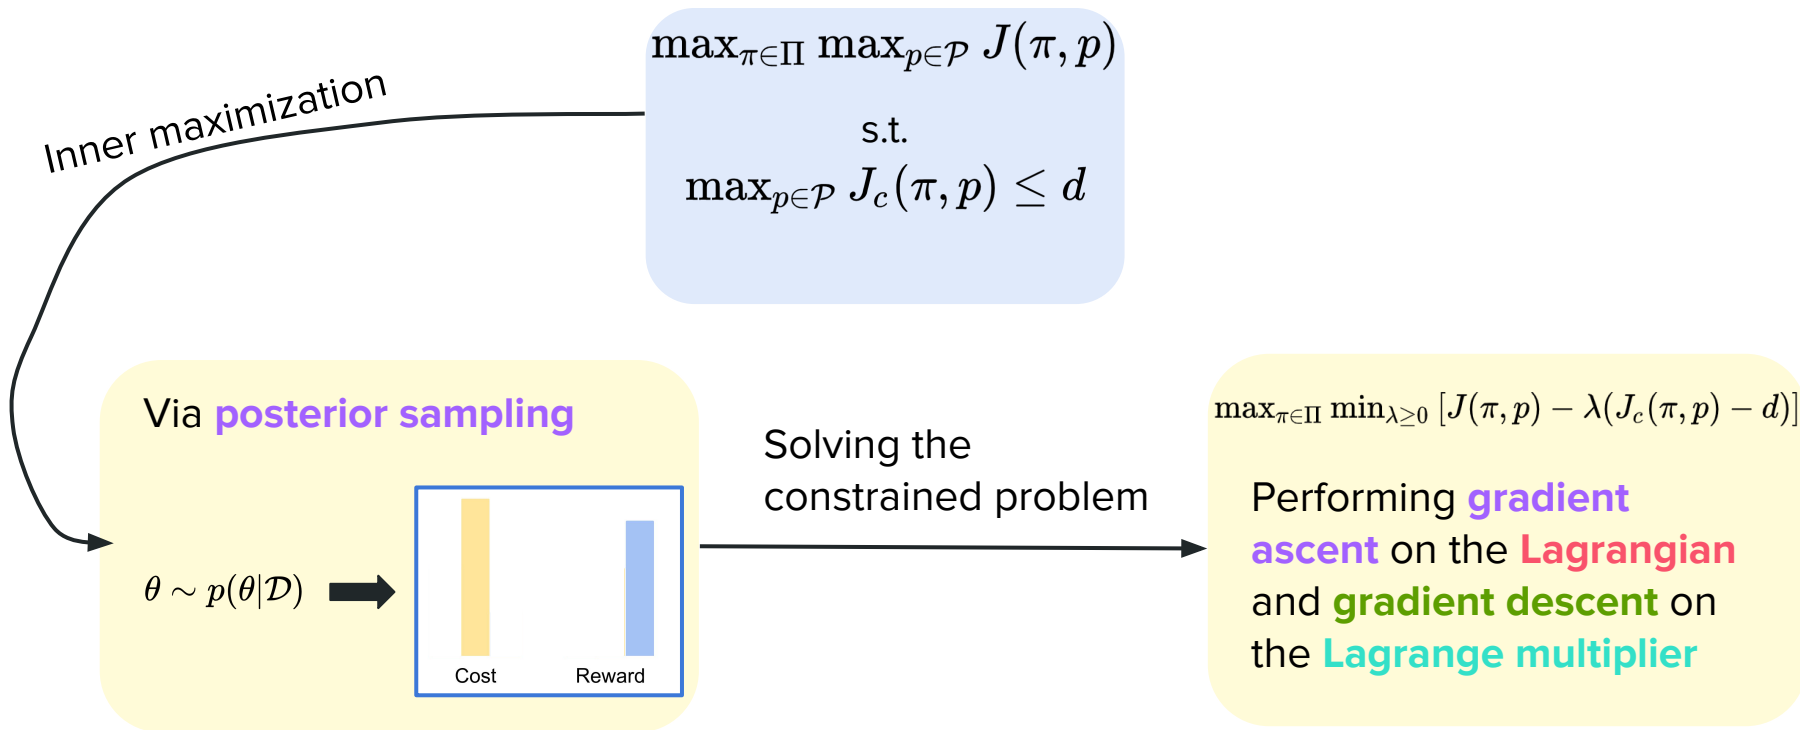 max_{π∈Π} max_{p∈𝒫} J(π, p)
s.t.
max_{p∈𝒫} J_c(π, p) ≤ d
Inner maximization
Via posterior sampling
θ ∼ p(θ|𝒟)
Cost
Reward
Solving the
constrained problem
max_{π∈Π} min_{λ≥0} [J(π, p) − λ(J_c(π, p) − d)]
Performing gradient
ascent on the Lagrangian
and gradient descent on
the Lagrange multiplier